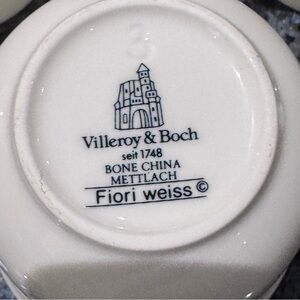 Villeroy & Boch
seit 1748
BONE CHINA
METTLACH
Fiori weiss ©